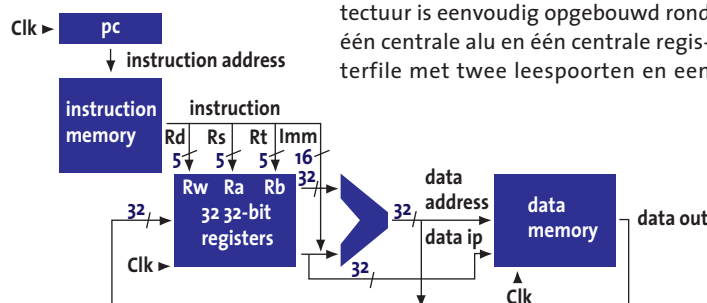 tectuur is eenvoudig opgebouwd rond
één centrale alu en één centrale regis-
terfile met twee leespoorten en een
Clk
pc
instruction address
instruction
memory
instruction
Rd Rs Rt Imm
5 5 5 16
32
Rw Ra Rb
32 32-bit
registers
32
Clk
32
data
address
data ip
32
data
memory
data out
Clk